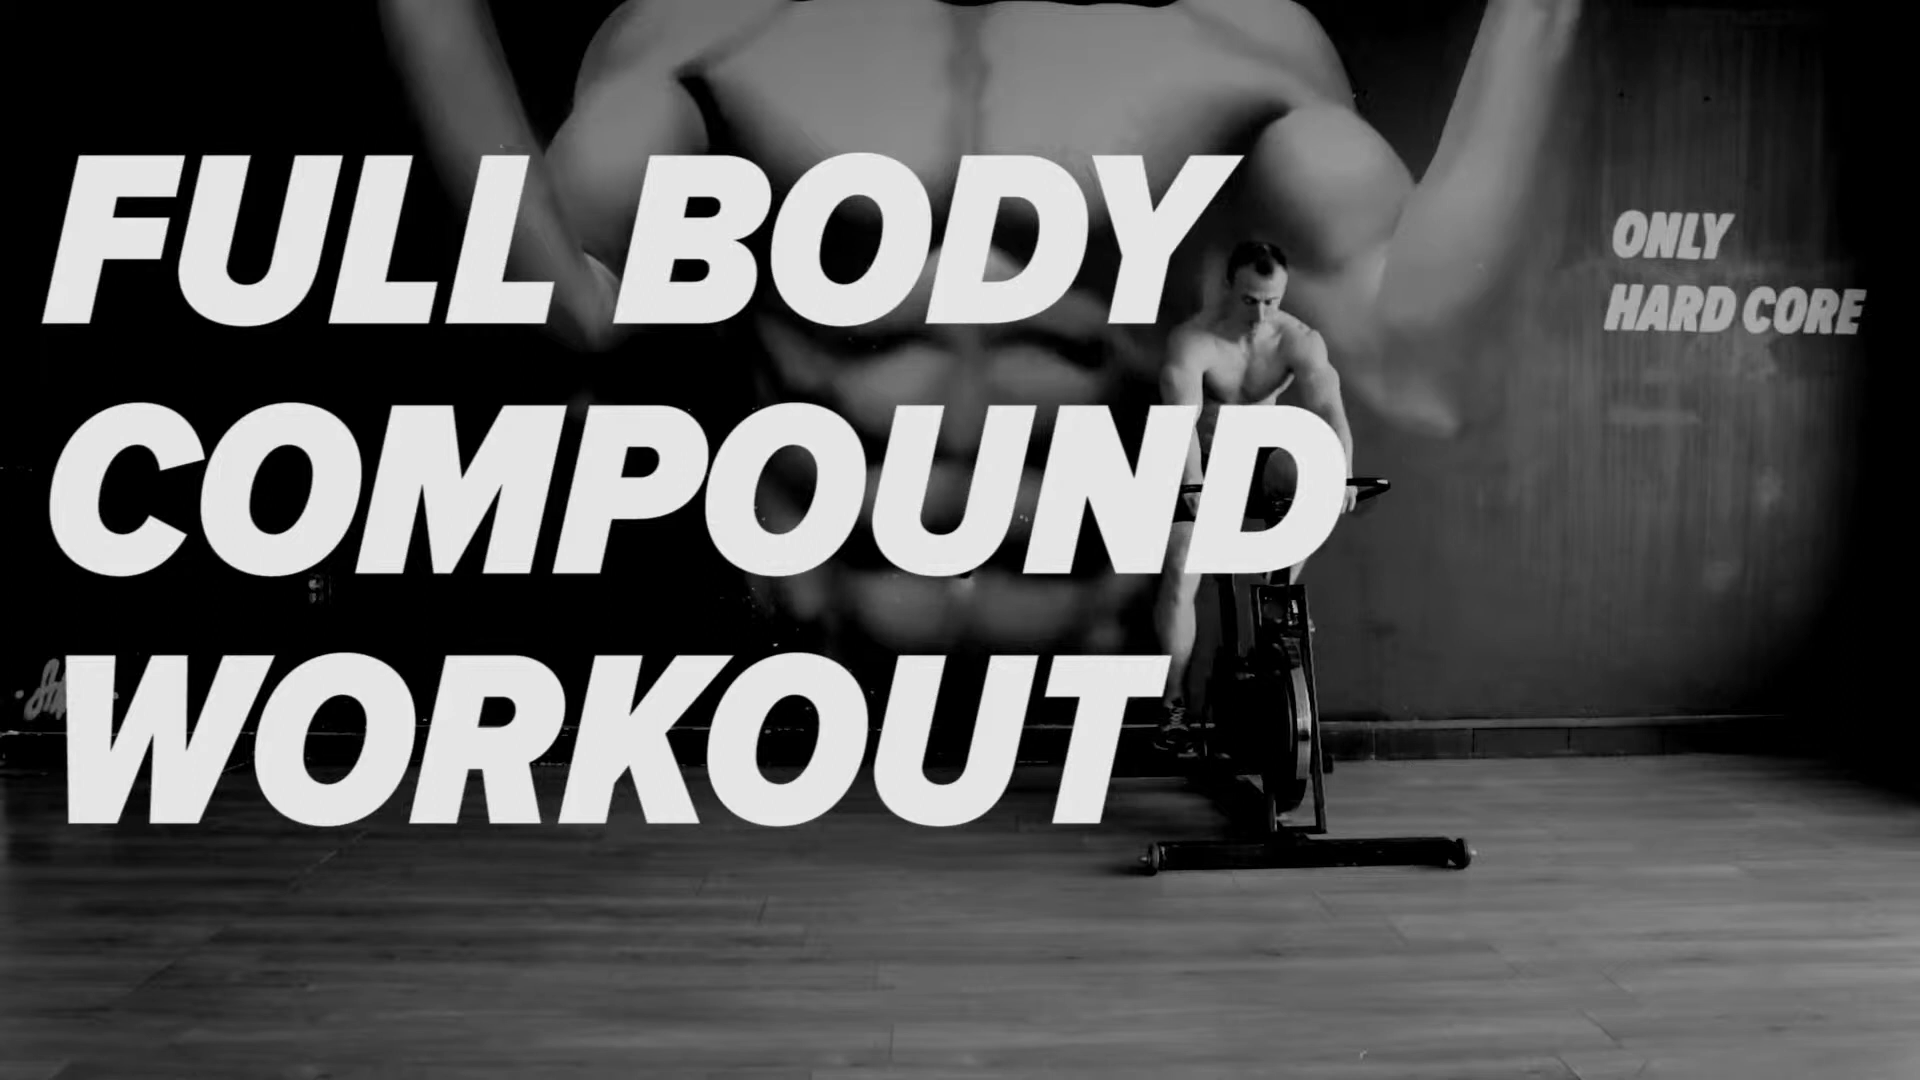 FULL BODY
COMPOUND
WORKOUT
ONLY
HARD CORE